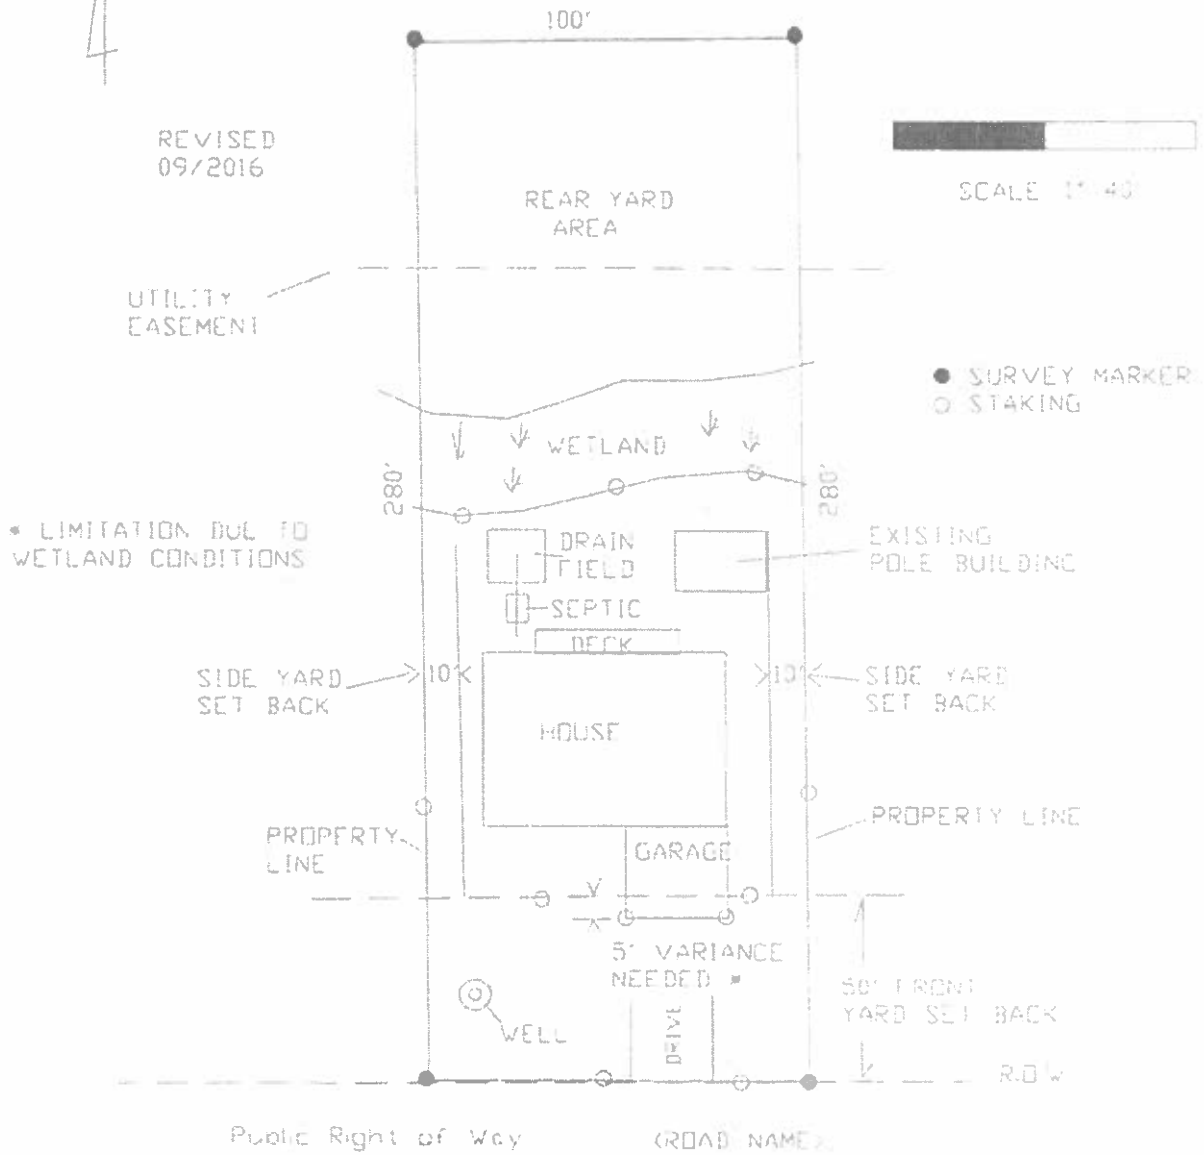 4
100'
REVISED
09/2016
SCALE
REAR YARD
AREA
UTILITY
EASEMENT
SURVEY MARKER
STAKING
WETLAND
280'
280'
* LIMITATION DUE TO
WETLAND CONDITIONS
DRAIN
FIELD
EXISTING
POLE BUILDING
SEPTIC
DECK
SIDE YARD
SET BACK
10'
10'
SIDE YARD
SET BACK
HOUSE
PROPERTY
LINE
PROPERTY LINE
GARAGE
5' VARIANCE
NEEDED *
50' FRONT
YARD SET BACK
WELL
DRIVE
R.O.W
Public Right of Way
(ROAD NAME)